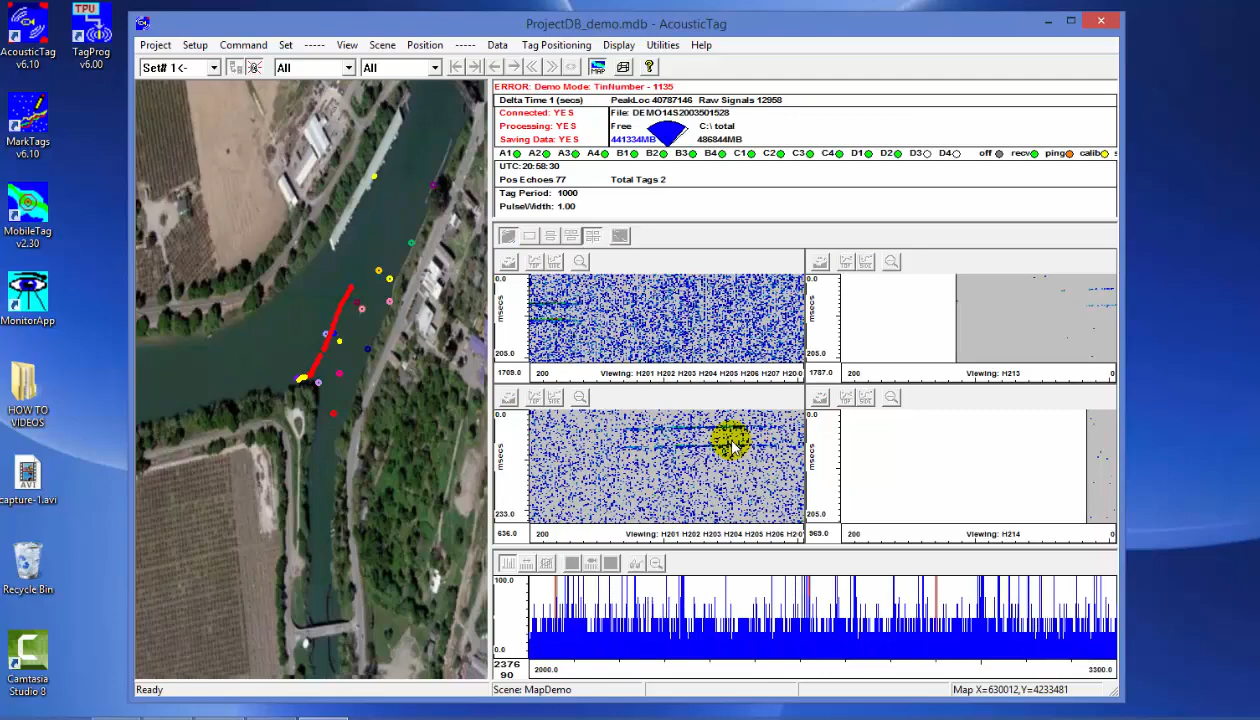 ProjectDB_demo.mdb - AcousticTag
AcousticTag v6.10
TPU
TagProg v6.00
MarkTags v6.10
MobileTag v2.30
MonitorApp
HOW TO VIDEOS
AVI
capture-1.avi
Recycle Bin
Camtasia Studio 8
Project Setup Command Set ----- View Scene Position ----- Data Tag Positioning Display Utilities Help
Set# 1<- All All MAP ?
ERROR: Demo Mode: TinNumber - 1135
Delta Time 1 (secs) PeakLoc 40787146 Raw Signals 12958
Connected: YES File: DEMO14S2003501528
Processing: YES Free C:\ total
Saving Data: YES 441334MB 486844MB
A1 A2 A3 A4 B1 B2 B3 B4 C1 C2 C3 C4 D1 D2 D3 D4 off recv ping calib s
UTC: 20:58:30
Pos Echoes 77 Total Tags 2
Tag Period: 1000
PulseWidth: 1.00
0.0 msecs 205.0
1709.0 200 Viewing: H201 H202 H203 H204 H205 H206 H207 H20 0
0.0 msecs 205.0
1787.0 200 Viewing: H213 0
0.0 msecs 233.0
636.0 200 Viewing: H201 H202 H203 H204 H205 H206 H2 0
0.0 msecs 205.0
969.0 200 Viewing: H214 0
100.0
0.0
2376 90 2000.0 3300.0
Ready Scene: MapDemo Map X=630012,Y=4233481